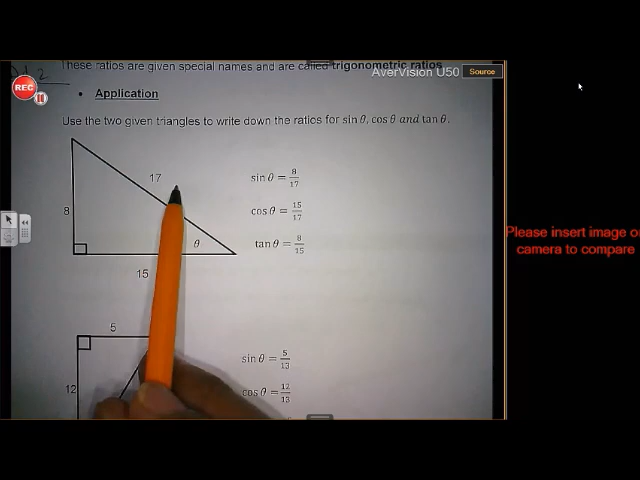 These ratios are given special names and are called trigonometric ratios
AverVision U50
Source
REC
• Application
Use the two given triangles to write down the ratios for sin θ, cos θ and tan θ.
17
8
θ
15
sin θ = 8/17
cos θ = 15/17
tan θ = 8/15
Please insert image or
camera to compare
5
12
sin θ = 5/13
cos θ = 12/13